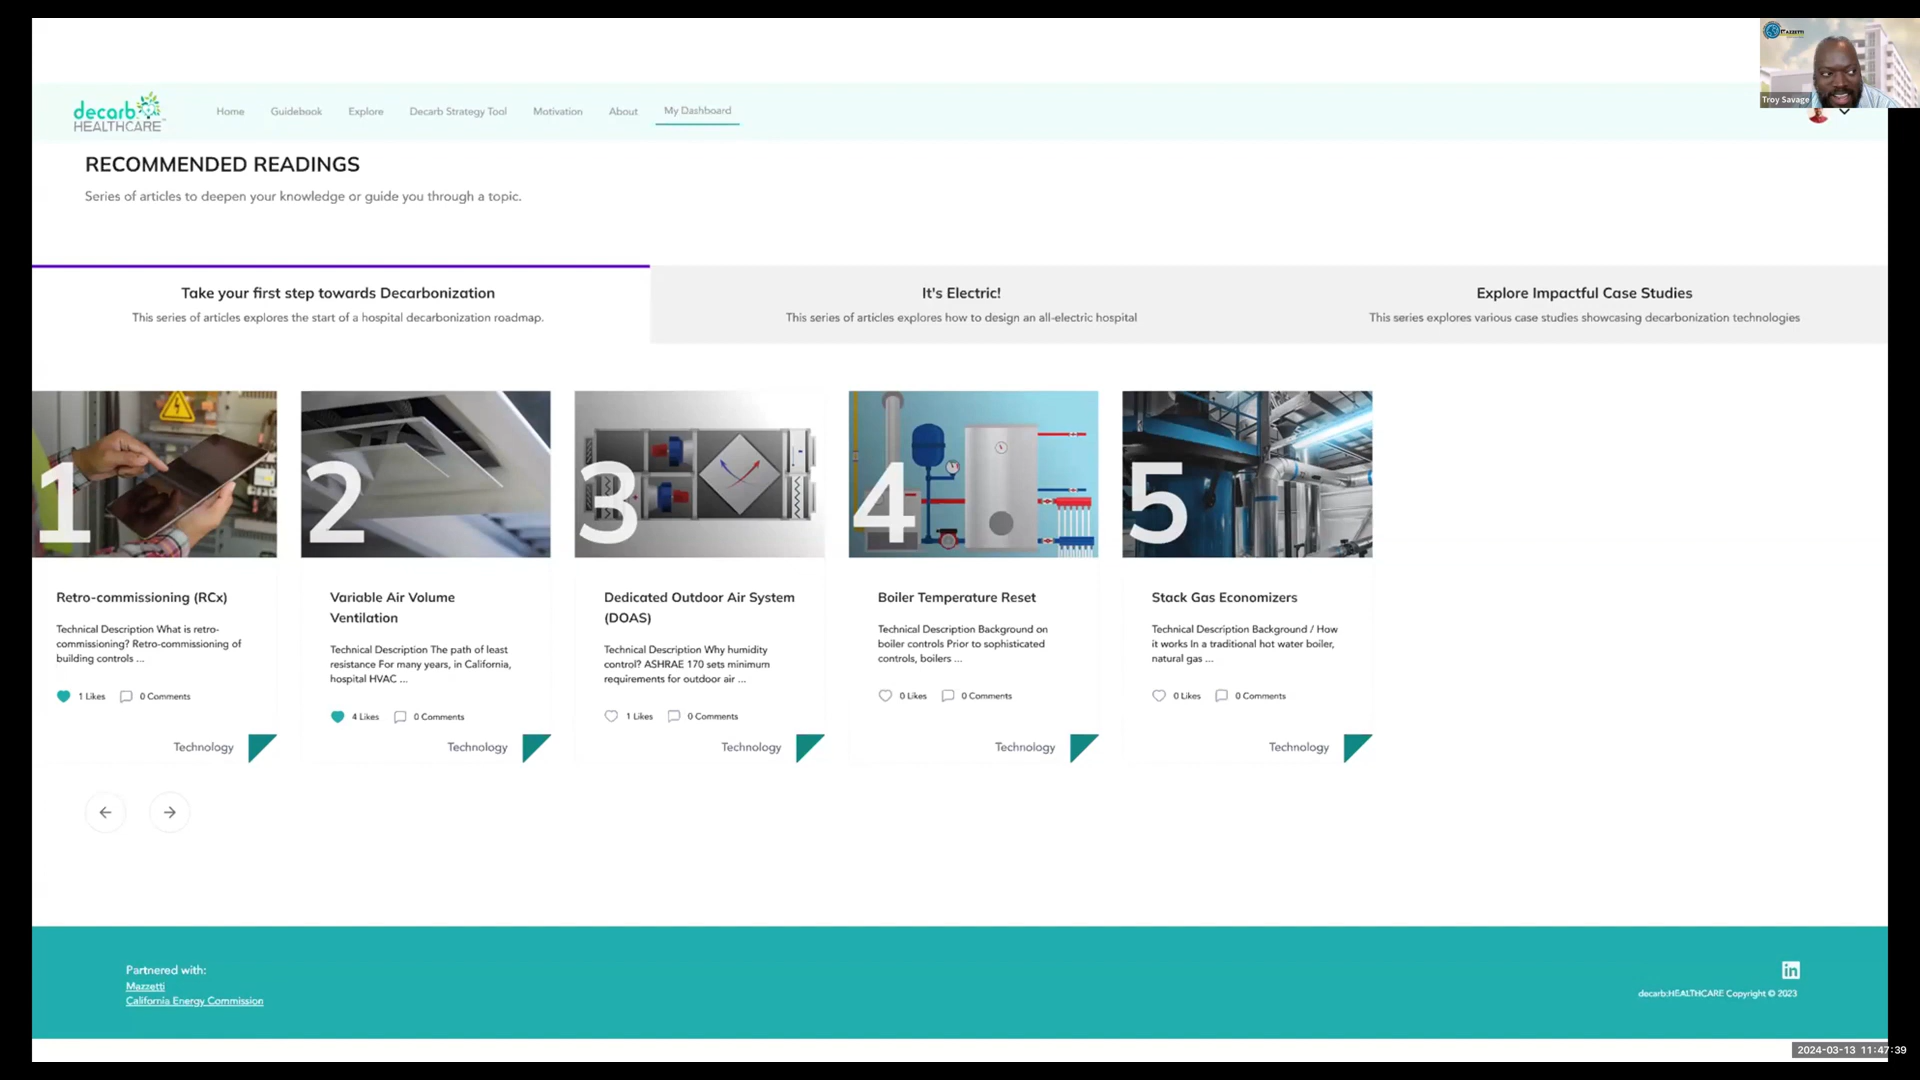 MAZZETTI
Troy Savage
decarb
HEALTHCARE
Home
Guidebook
Explore
Decarb Strategy Tool
Motivation
About
My Dashboard
RECOMMENDED READINGS
Series of articles to deepen your knowledge or guide you through a topic.
Take your first step towards Decarbonization
This series of articles explores the start of a hospital decarbonization roadmap.
It's Electric!
This series of articles explores how to design an all-electric hospital
Explore Impactful Case Studies
This series explores various case studies showcasing decarbonization technologies
1
Retro-commissioning (RCx)
Technical Description What is retro-
commissioning? Retro-commissioning of
building controls ...
1 Likes
0 Comments
Technology
2
Variable Air Volume
Ventilation
Technical Description The path of least
resistance For many years, in California,
hospital HVAC ...
4 Likes
0 Comments
Technology
3
Dedicated Outdoor Air System
(DOAS)
Technical Description Why humidity
control? ASHRAE 170 sets minimum
requirements for outdoor air ...
1 Likes
0 Comments
Technology
4
Boiler Temperature Reset
Technical Description Background on
boiler controls Prior to sophisticated
controls, boilers ...
0 Likes
0 Comments
Technology
5
Stack Gas Economizers
Technical Description Background / How
it works In a traditional hot water boiler,
natural gas ...
0 Likes
0 Comments
Technology
Partnered with:
Mazzetti
California Energy Commission
in
decarb:HEALTHCARE Copyright © 2023
2024-03-13 11:47:39